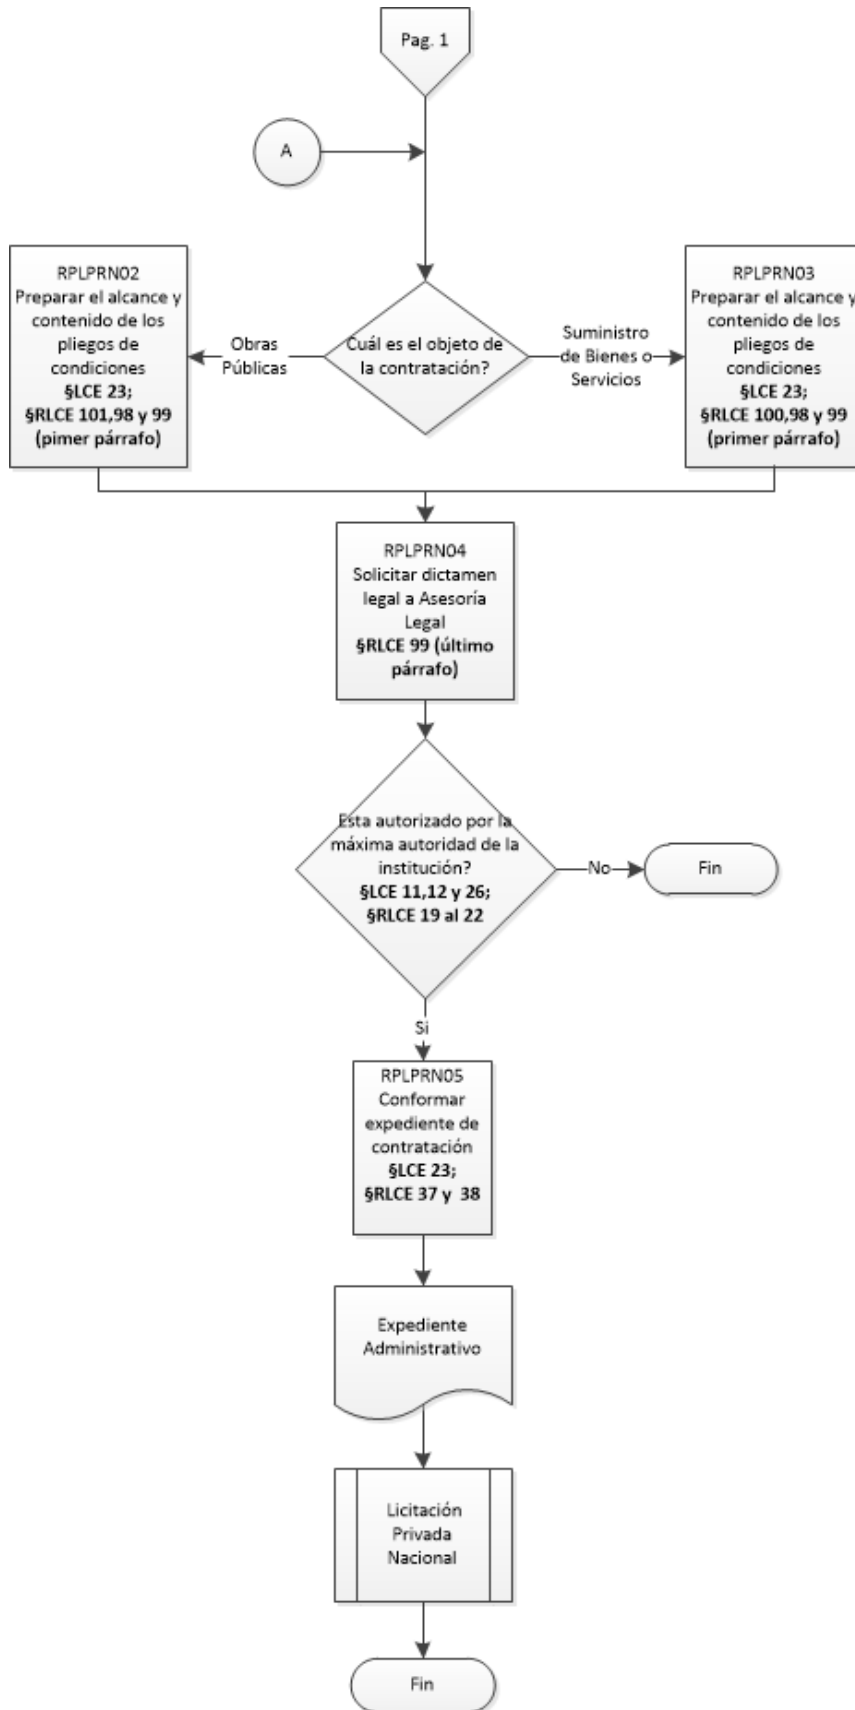 Pag. 1
A
RPLPRN02
Preparar el alcance y
contenido de los
pliegos de
condiciones
§LCE 23;
§RLCE 101,98 y 99
(pimer párrafo)
Obras
Públicas
Cuál es el objeto de
la contratación?
Suministro
de Bienes o
Servicios
RPLPRN03
Preparar el alcance y
contenido de los
pliegos de
condiciones
§LCE 23;
§RLCE 100,98 y 99
(primer párrafo)
RPLPRN04
Solicitar dictamen
legal a Asesoría
Legal
§RLCE 99 (último
párrafo)
Esta autorizado por la
máxima autoridad de la
institución?
§LCE 11,12 y 26;
§RLCE 19 al 22
No
Fin
Si
RPLPRN05
Conformar
expediente de
contratación
§LCE 23;
§RLCE 37 y  38
Expediente
Administrativo
Licitación
Privada
Nacional
Fin